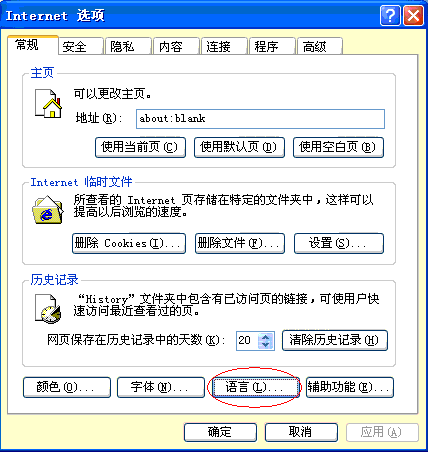 Internet 选项
常规 安全 隐私 内容 连接 程序 高级
主页
可以更改主页。
地址(R): about:blank
使用当前页(C) 使用默认页(D) 使用空白页(B)
Internet 临时文件
所查看的 Internet 页存储在特定的文件夹中，这样可以
提高以后浏览的速度。
删除 Cookies(I)... 删除文件(F)... 设置(S)...
历史记录
“History”文件夹中包含有已访问页的链接，可使用户快
速访问最近查看过的页。
网页保存在历史记录中的天数(K): 20 清除历史记录(H)
颜色(O)... 字体(N)... 语言(L)... 辅助功能(E)...
确定 取消 应用(A)